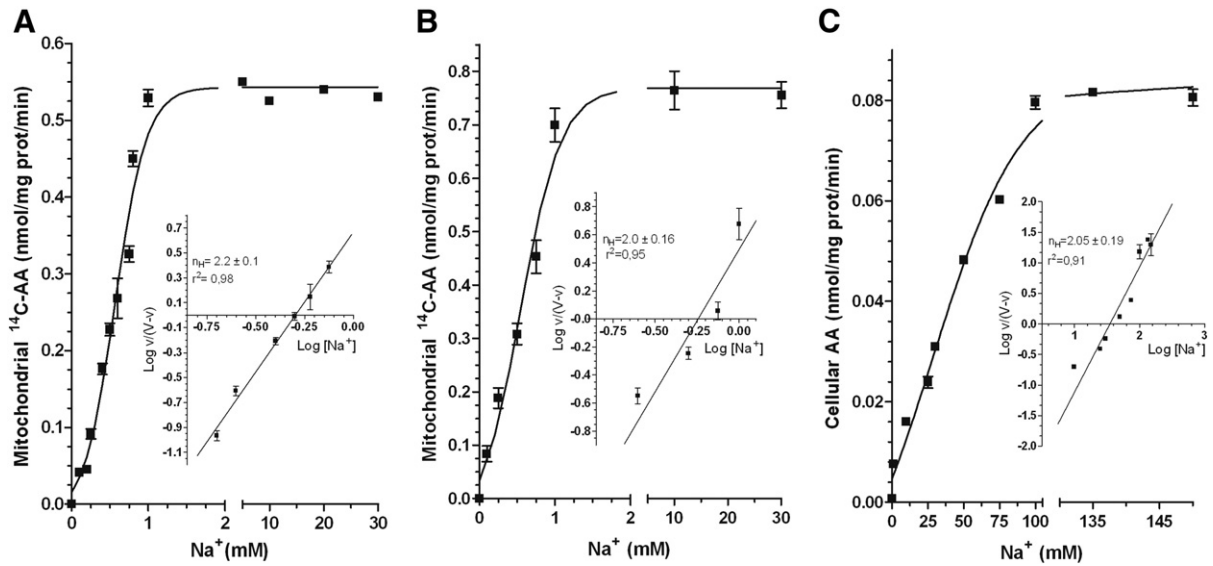 A
Mitochondrial ¹⁴C-AA (nmol/mg prot/min)
0.6
0.5
0.4
0.3
0.2
0.1
0.0
0 1 2 10 20 30
Na⁺ (mM)
n_H=2.2 ± 0.1
r²= 0,98
Log v/(V-v)
0.7
0.5
0.3
0.1
-0.1
-0.3
-0.5
-0.7
-0.9
-1.1
-0.75 -0.50 -0.25 0.00
Log [Na⁺]
B
Mitochondrial ¹⁴C-AA (nmol/mg prot/min)
0.8
0.7
0.6
0.5
0.4
0.3
0.2
0.1
0.0
0 1 2 10 20 30
Na⁺ (mM)
n_H=2.0 ± 0.16
r²=0,95
Log v/(V-v)
0.8
0.6
0.4
0.2
-0.0
-0.2
-0.4
-0.6
-0.8
-0.75 -0.50 -0.25 0.00
Log [Na⁺]
C
Cellular AA (nmol/mg prot/min)
0.08
0.06
0.04
0.02
0.00
0 25 50 75 100 135 145
Na⁺ (mM)
n_H=2.05 ± 0.19
r²=0,91
Log v/(V-v)
2.0
1.5
1.0
0.5
0.0
-0.5
-1.0
-1.5
-2.0
1 2 3
Log [Na⁺]